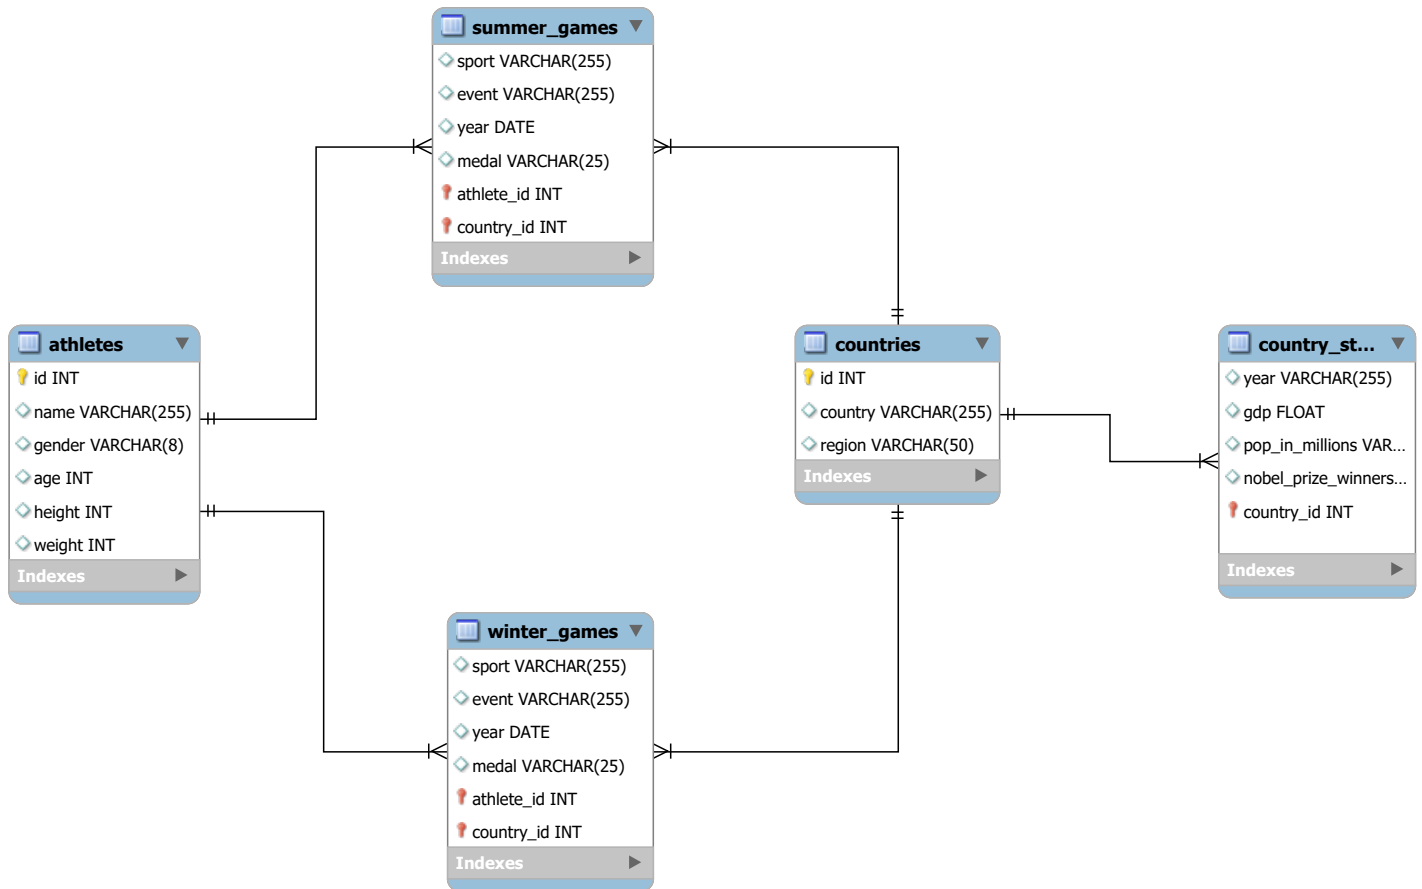 summer_games
sport VARCHAR(255)
event VARCHAR(255)
year DATE
medal VARCHAR(25)
athlete_id INT
country_id INT
Indexes
athletes
id INT
name VARCHAR(255)
gender VARCHAR(8)
age INT
height INT
weight INT
Indexes
countries
id INT
country VARCHAR(255)
region VARCHAR(50)
Indexes
country_st...
year VARCHAR(255)
gdp FLOAT
pop_in_millions VAR...
nobel_prize_winners...
country_id INT
Indexes
winter_games
sport VARCHAR(255)
event VARCHAR(255)
year DATE
medal VARCHAR(25)
athlete_id INT
country_id INT
Indexes